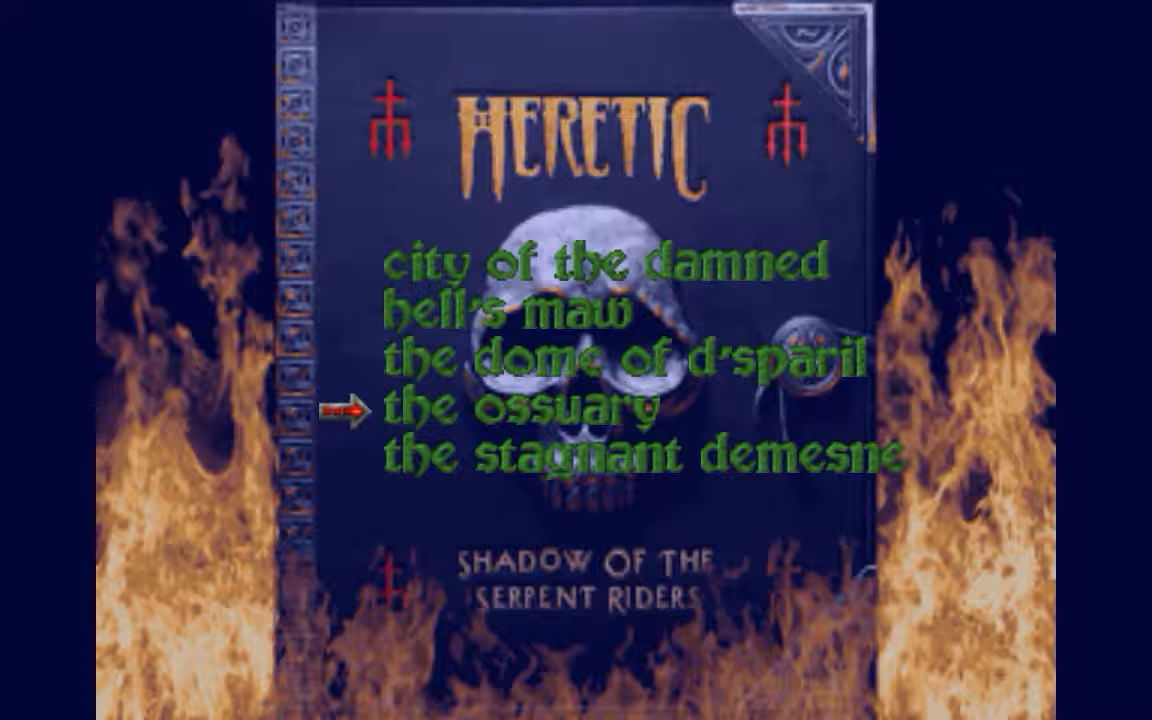 HERETIC
city of the damned
hell's maw
the dome of d'sparil
the ossuary
the stagnant demesne
SHADOW OF THE
SERPENT RIDERS